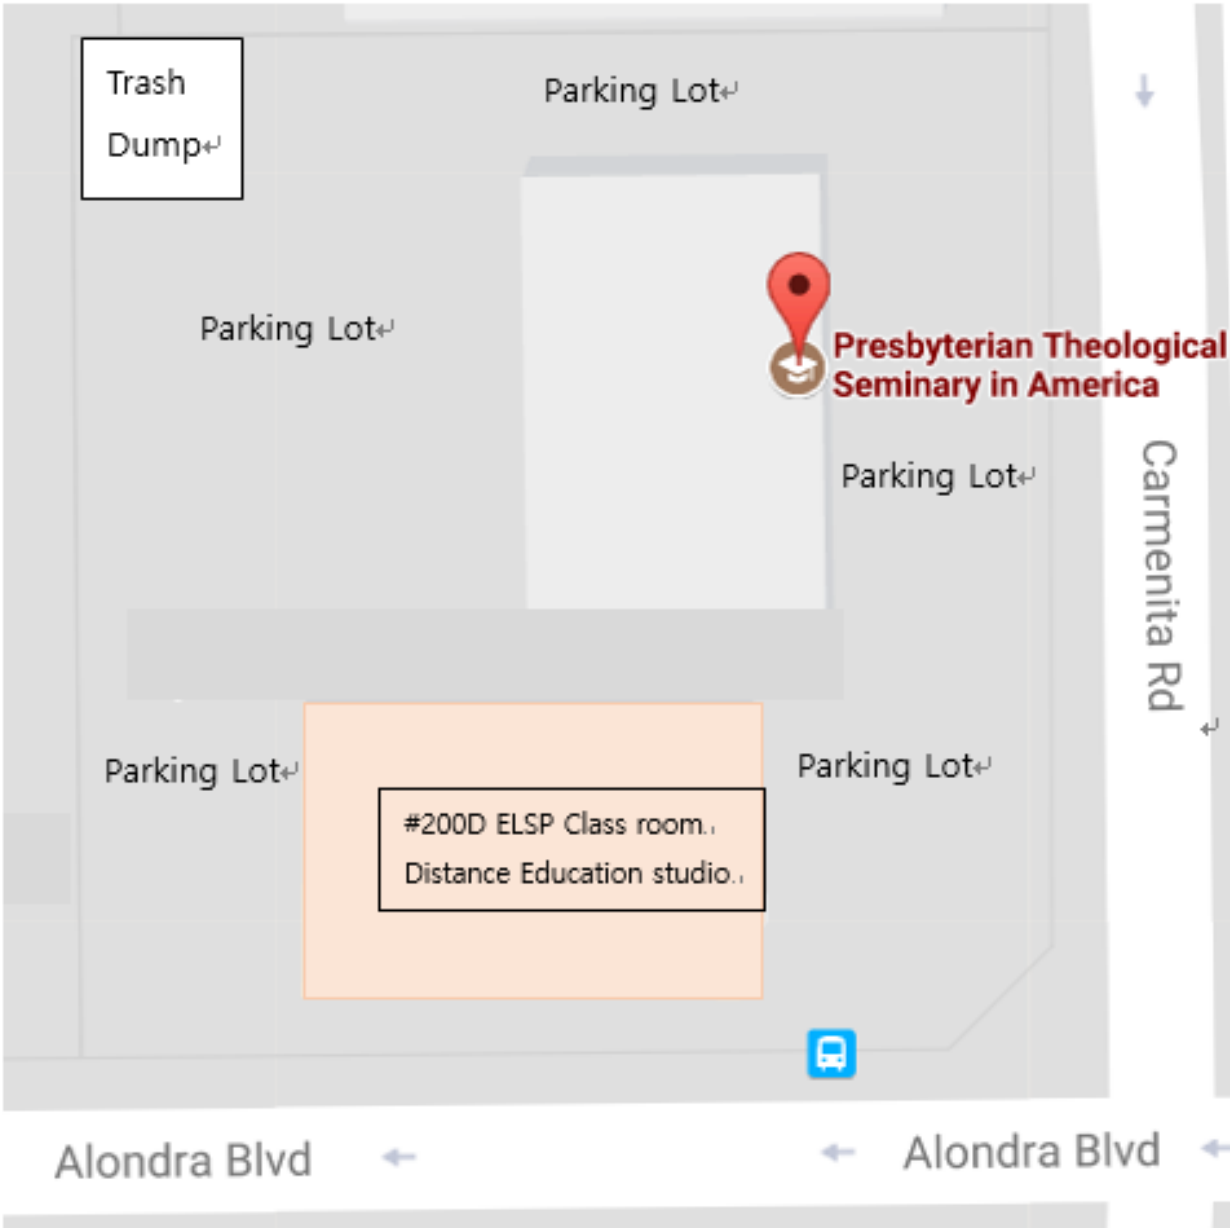 Trash
Dump
Parking Lot
Parking Lot
Presbyterian Theological
Seminary in America
Parking Lot
Carmenita Rd
Parking Lot
Parking Lot
#200D ELSP Class room.
Distance Education studio.
Alondra Blvd
Alondra Blvd